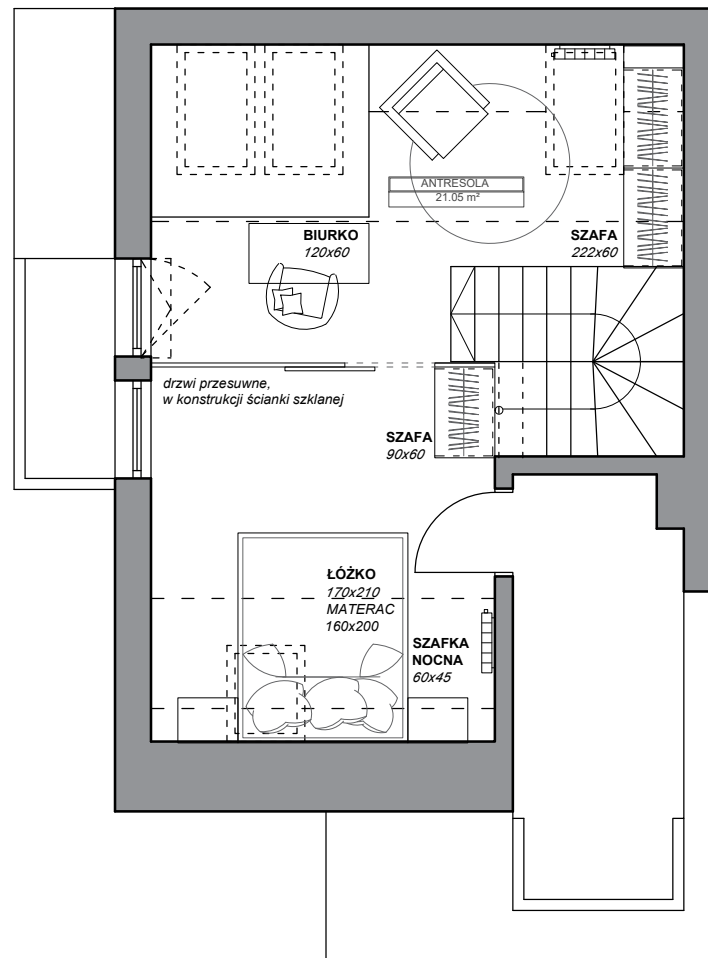 ANTRESOLA
21.05 m²
BIURKO
120x60
SZAFA
222x60
drzwi przesuwne,
w konstrukcji ścianki szklanej
SZAFA
90x60
ŁÓŻKO
170x210
MATERAC
160x200
SZAFKA
NOCNA
60x45